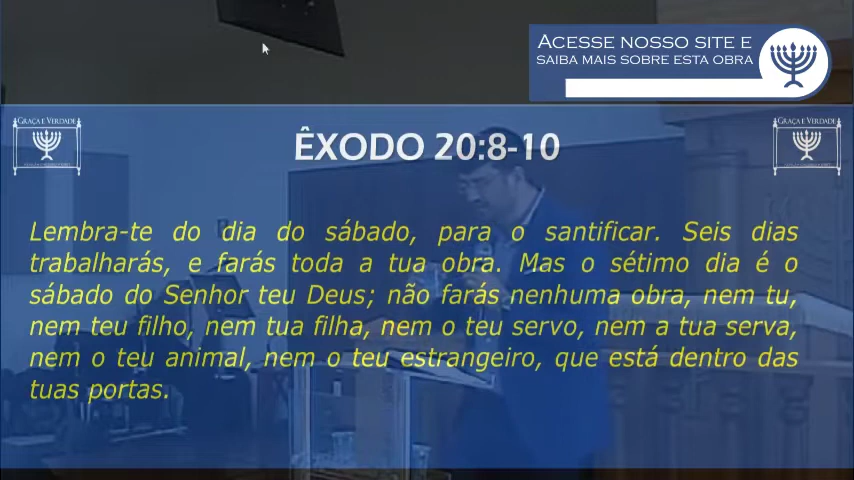 ACESSE NOSSO SITE E
SAIBA MAIS SOBRE ESTA OBRA
GRAÇA E VERDADE
GRAÇA E VERDADE
ÊXODO 20:8-10
Lembra-te do dia do sábado, para o santificar. Seis dias
trabalharás, e farás toda a tua obra. Mas o sétimo dia é o
sábado do Senhor teu Deus; não farás nenhuma obra, nem tu,
nem teu filho, nem tua filha, nem o teu servo, nem a tua serva,
nem o teu animal, nem o teu estrangeiro, que está dentro das
tuas portas.